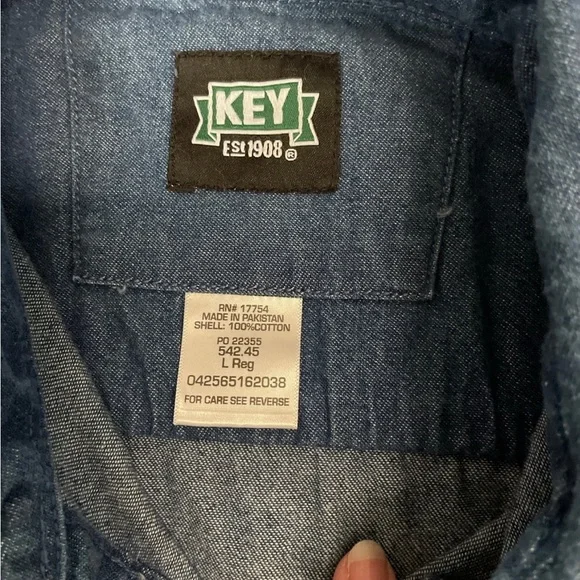 KEY
Est 1908 ®
RN# 17754
MADE IN PAKISTAN
SHELL: 100%COTTON
PO 22355
542.45
L Reg
042565162038
FOR CARE SEE REVERSE